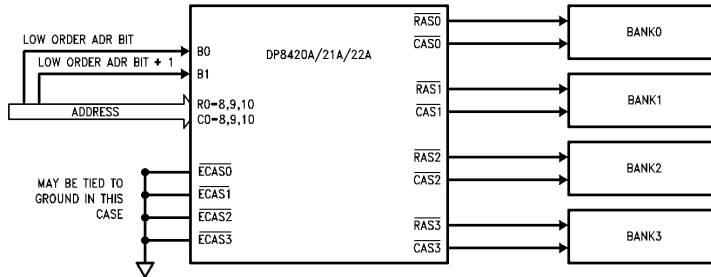 LOW ORDER ADR BIT
LOW ORDER ADR BIT + 1
ADDRESS
B0
B1
R0–8,9,10
C0–8,9,10
DP8420A/21A/22A
MAY BE TIED TO
GROUND IN THIS
CASE
ECAS0
ECAS1
ECAS2
ECAS3
RAS0
CAS0
BANK0
RAS1
CAS1
BANK1
RAS2
CAS2
BANK2
RAS3
CAS3
BANK3